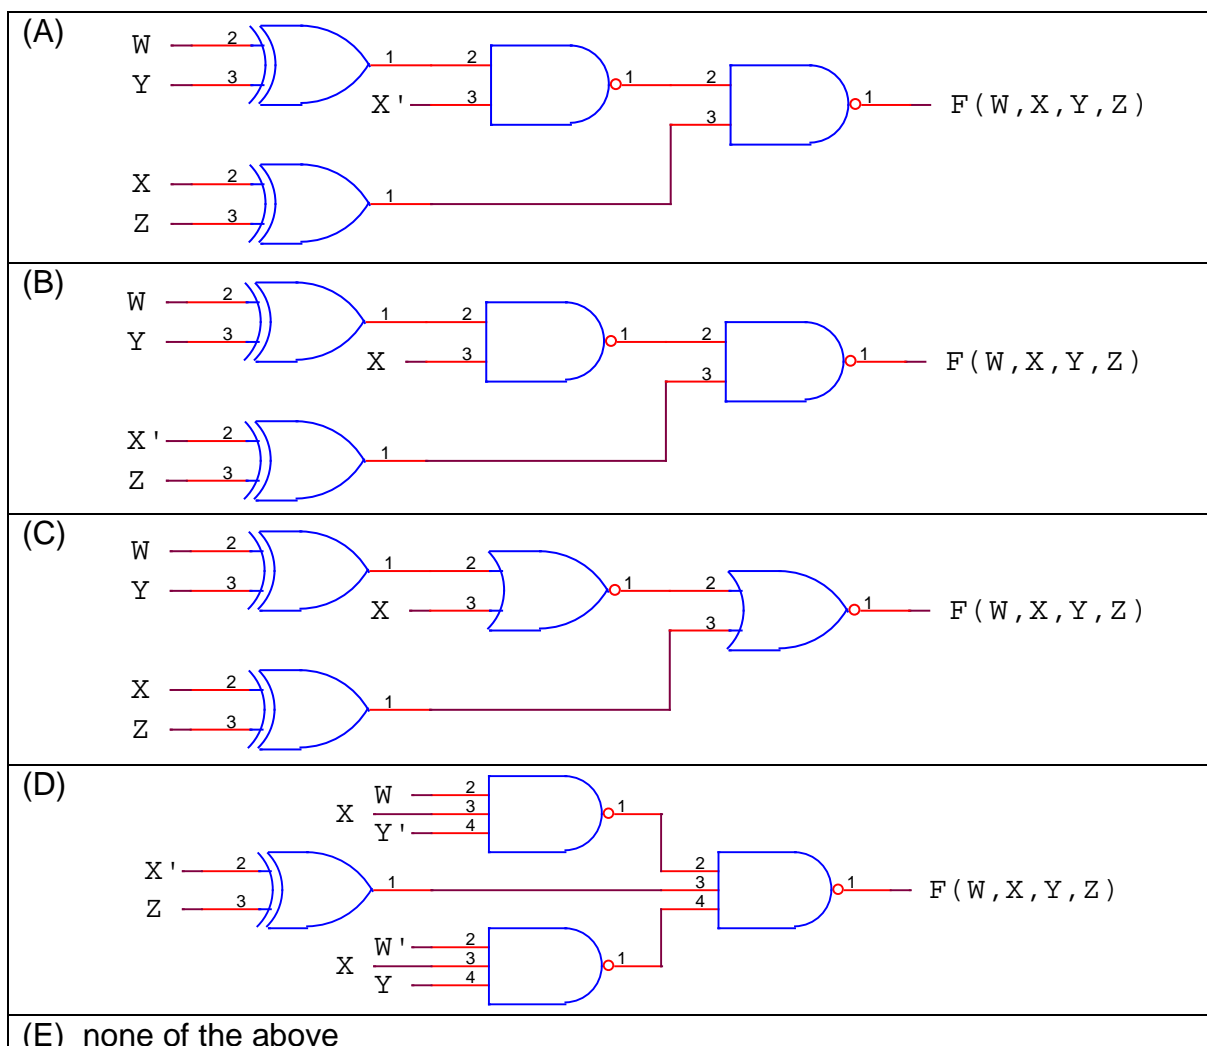 (A)
W 2 1 2 1 2 1 F(W,X,Y,Z)
Y 3 X' 3 3
X 2 1
Z 3
(B)
W 2 1 2 1 2 1 F(W,X,Y,Z)
Y 3 X 3 3
X' 2 1
Z 3
(C)
W 2 1 2 1 2 1 F(W,X,Y,Z)
Y 3 X 3 3
X 2 1
Z 3
(D)
W 2 1
X 3
Y' 4
X' 2 1 2 1 F(W,X,Y,Z)
Z 3 3
4
W' 2 1
X 3
Y 4
(E) none of the above